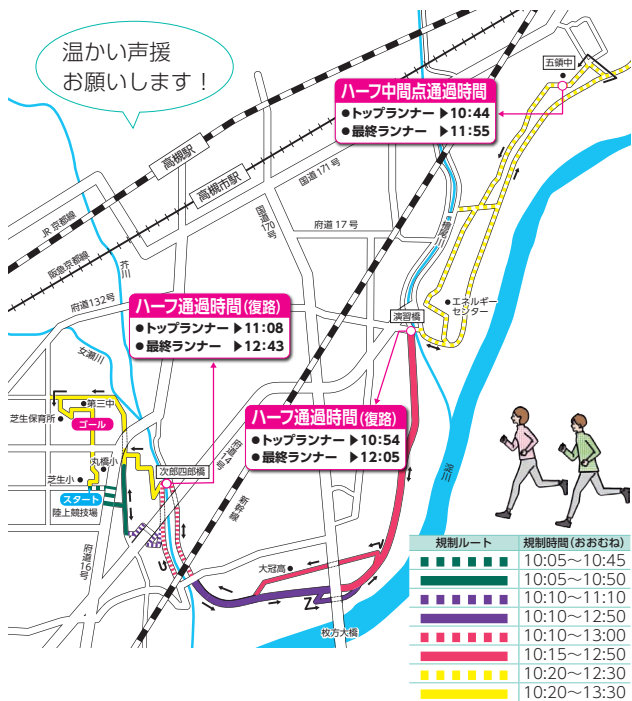 温かい声援
お願いします！
五領中
ハーフ中間点通過時間
●トップランナー ▶10：44
●最終ランナー ▶11：55
高槻駅
高槻市駅
国道171号
JR 京都線
阪急京都線
芥川
国道170号
府道17号
檜尾川
府道132号
女瀬川
ハーフ通過時間（復路）
●トップランナー ▶11：08
●最終ランナー ▶12：43
エネルギー
センター
演習橋
第三中
芝生保育所
ゴール
丸橋小
芝生小
スタート
陸上競技場
次郎四郎橋
ハーフ通過時間（復路）
●トップランナー ▶10：54
●最終ランナー ▶12：05
府道14号
新幹線
淀川
府道16号
大冠高
枚方大橋
規制ルート 規制時間（おおむね）
10:05～10:45
10:05～10:50
10:10～11:10
10:10～12:50
10:10～13:00
10:15～12:50
10:20～12:30
10:20～13:30